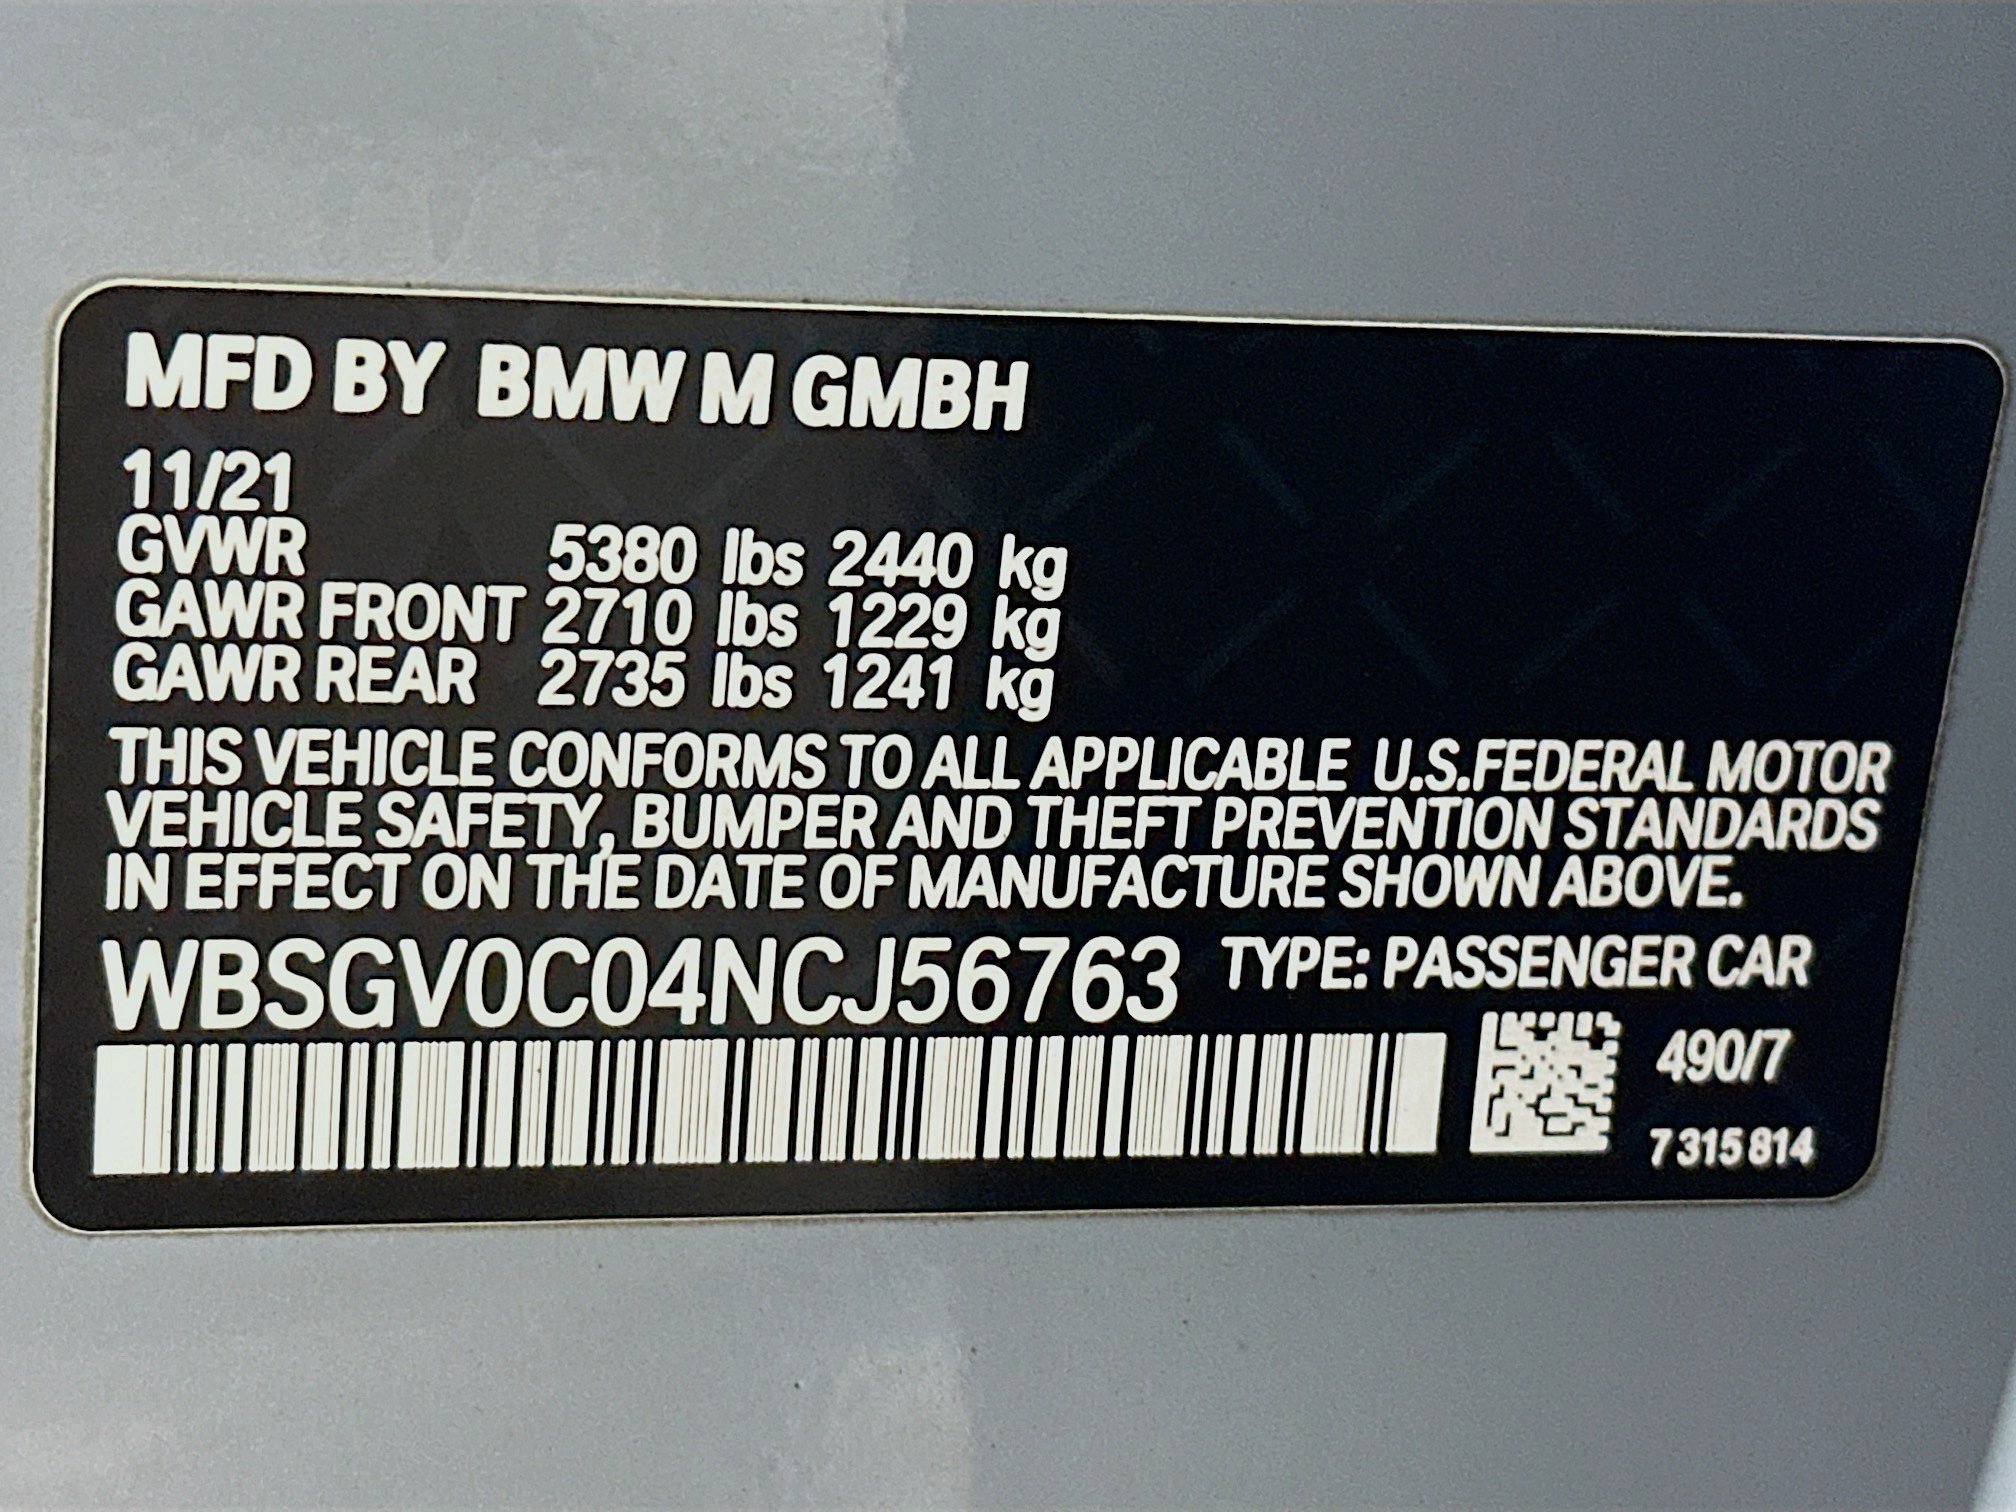 MFD BY BMW M GMBH
11/21
GVWR 5380 lbs 2440 kg
GAWR FRONT 2710 lbs 1229 kg
GAWR REAR 2735 lbs 1241 kg
THIS VEHICLE CONFORMS TO ALL APPLICABLE U.S.FEDERAL MOTOR
VEHICLE SAFETY, BUMPER AND THEFT PREVENTION STANDARDS
IN EFFECT ON THE DATE OF MANUFACTURE SHOWN ABOVE.
WBSGV0C04NCJ56763 TYPE: PASSENGER CAR
490/7
7 315 814